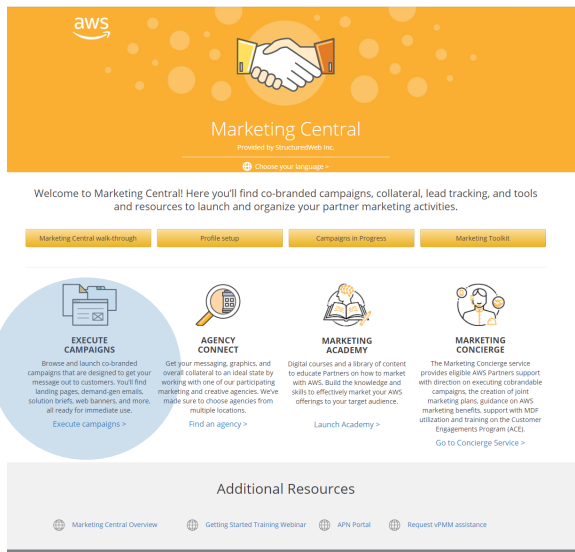 aws
Marketing Central
Provided by StructuredWeb Inc.
Choose your language >
Welcome to Marketing Central! Here you'll find co-branded campaigns, collateral, lead tracking, and tools
and resources to launch and organize your partner marketing activities.
Marketing Central walk-through
Profile setup
Campaigns in Progress
Marketing Toolkit
EXECUTE
CAMPAIGNS
Browse and launch co-branded
campaigns that are designed to get your
message out to customers. You'll find
landing pages, demand-gen emails,
solution briefs, web banners, and more,
all ready for immediate use.
Execute campaigns >
AGENCY
CONNECT
Get your messaging, graphics, and
overall collateral to an ideal state by
working with one of our participating
marketing and creative agencies. We've
made sure to choose agencies from
multiple locations.
Find an agency >
MARKETING
ACADEMY
Digital courses and a library of content
to educate Partners on how to market
with AWS. Build the knowledge and
skills to effectively market your AWS
offerings to your target audience.
Launch Academy >
MARKETING
CONCIERGE
The Marketing Concierge service
provides eligible AWS Partners support
with direction on executing cobrandable
campaigns, the creation of joint
marketing plans, guidance on AWS
marketing benefits, support with MDF
utilization and training on the Customer
Engagements Program (ACE).
Go to Concierge Service >
Additional Resources
Marketing Central Overview
Getting Started Training Webinar
APN Portal
Request vPMM assistance